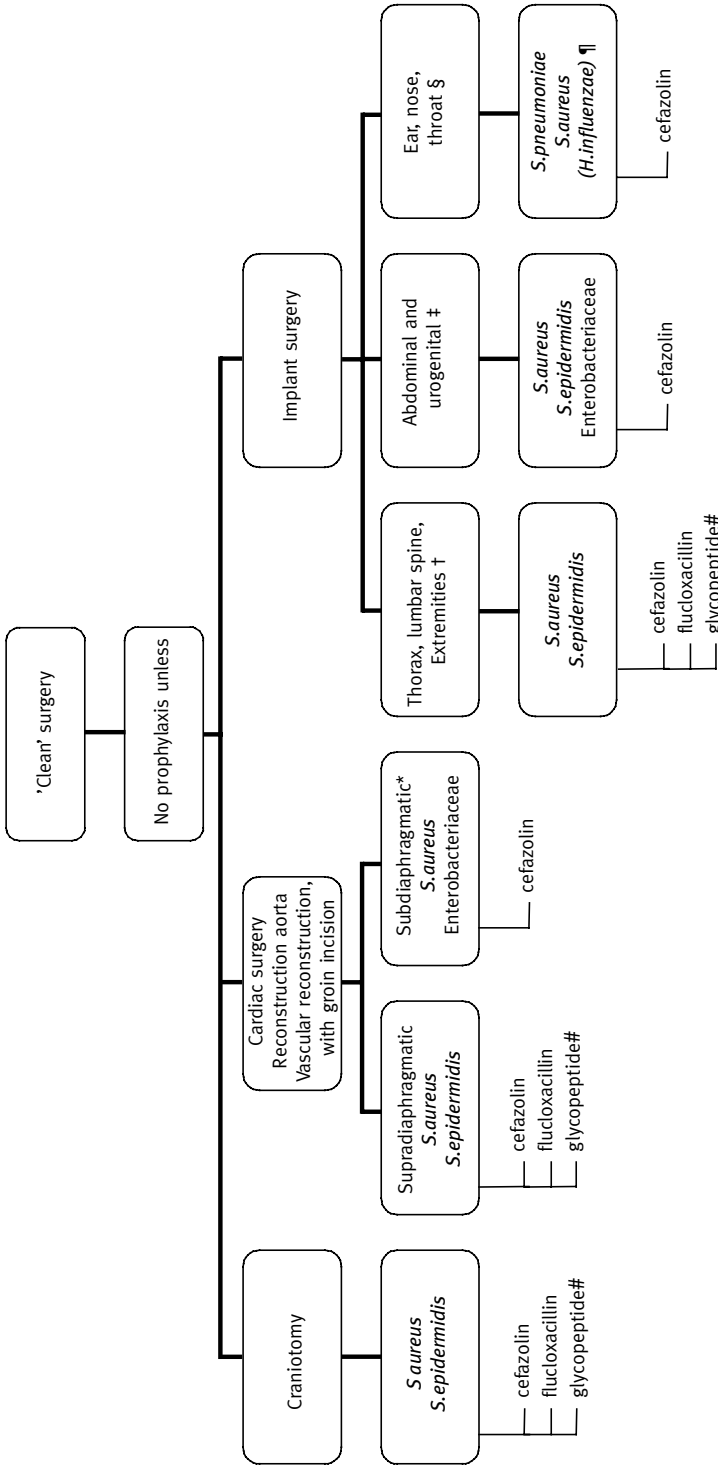 'Clean' surgery
No prophylaxis unless
Craniotomy
Cardiac surgery
Reconstruction aorta
Vascular reconstruction,
with groin incision
Implant surgery
S aureus
S.epidermidis
Supradiaphragmatic
S.aureus
S.epidermidis
Subdiaphragmatic*
S.aureus
Enterobacteriaceae
Thorax, lumbar spine,
Extremities †
Abdominal and
urogenital ‡
Ear, nose,
throat §
S.aureus
S.epidermidis
S.aureus
S.epidermidis
Enterobacteriaceae
S.pneumoniae
S.aureus
(H.influenzae) ¶
cefazolin
flucloxacillin
glycopeptide#
cefazolin
flucloxacillin
glycopeptide#
cefazolin
cefazolin
flucloxacillin
glycopeptide#
cefazolin
cefazolin